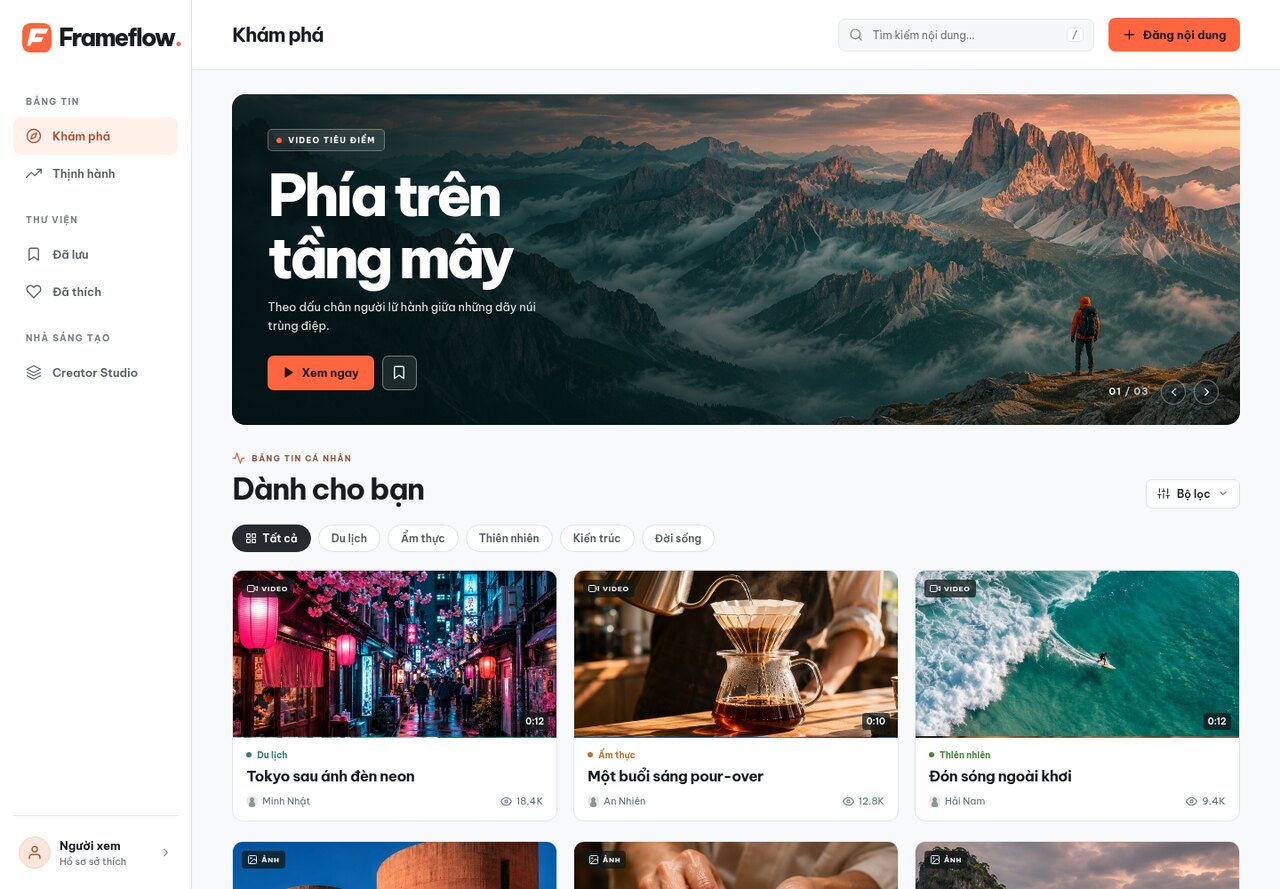 Frameflow.
BẢNG TIN
Khám phá
Thịnh hành
THƯ VIỆN
Đã lưu
Đã thích
NHÀ SÁNG TẠO
Creator Studio
Người xem
Hồ sơ sở thích
Khám phá
Tìm kiếm nội dung...
/
Đăng nội dung
VIDEO TIÊU ĐIỂM
Phía trên
tầng mây
Theo dấu chân người lữ hành giữa những dãy núi
trùng điệp.
Xem ngay
01 / 03
BẢNG TIN CÁ NHÂN
Dành cho bạn
Bộ lọc
Tất cả
Du lịch
Ẩm thực
Thiên nhiên
Kiến trúc
Đời sống
VIDEO
0:12
Du lịch
Tokyo sau ánh đèn neon
Minh Nhật
18,4K
VIDEO
0:10
Ẩm thực
Một buổi sáng pour-over
An Nhiên
12,8K
VIDEO
0:12
Thiên nhiên
Đón sóng ngoài khơi
Hải Nam
9,4K
ẢNH
ẢNH
ẢNH